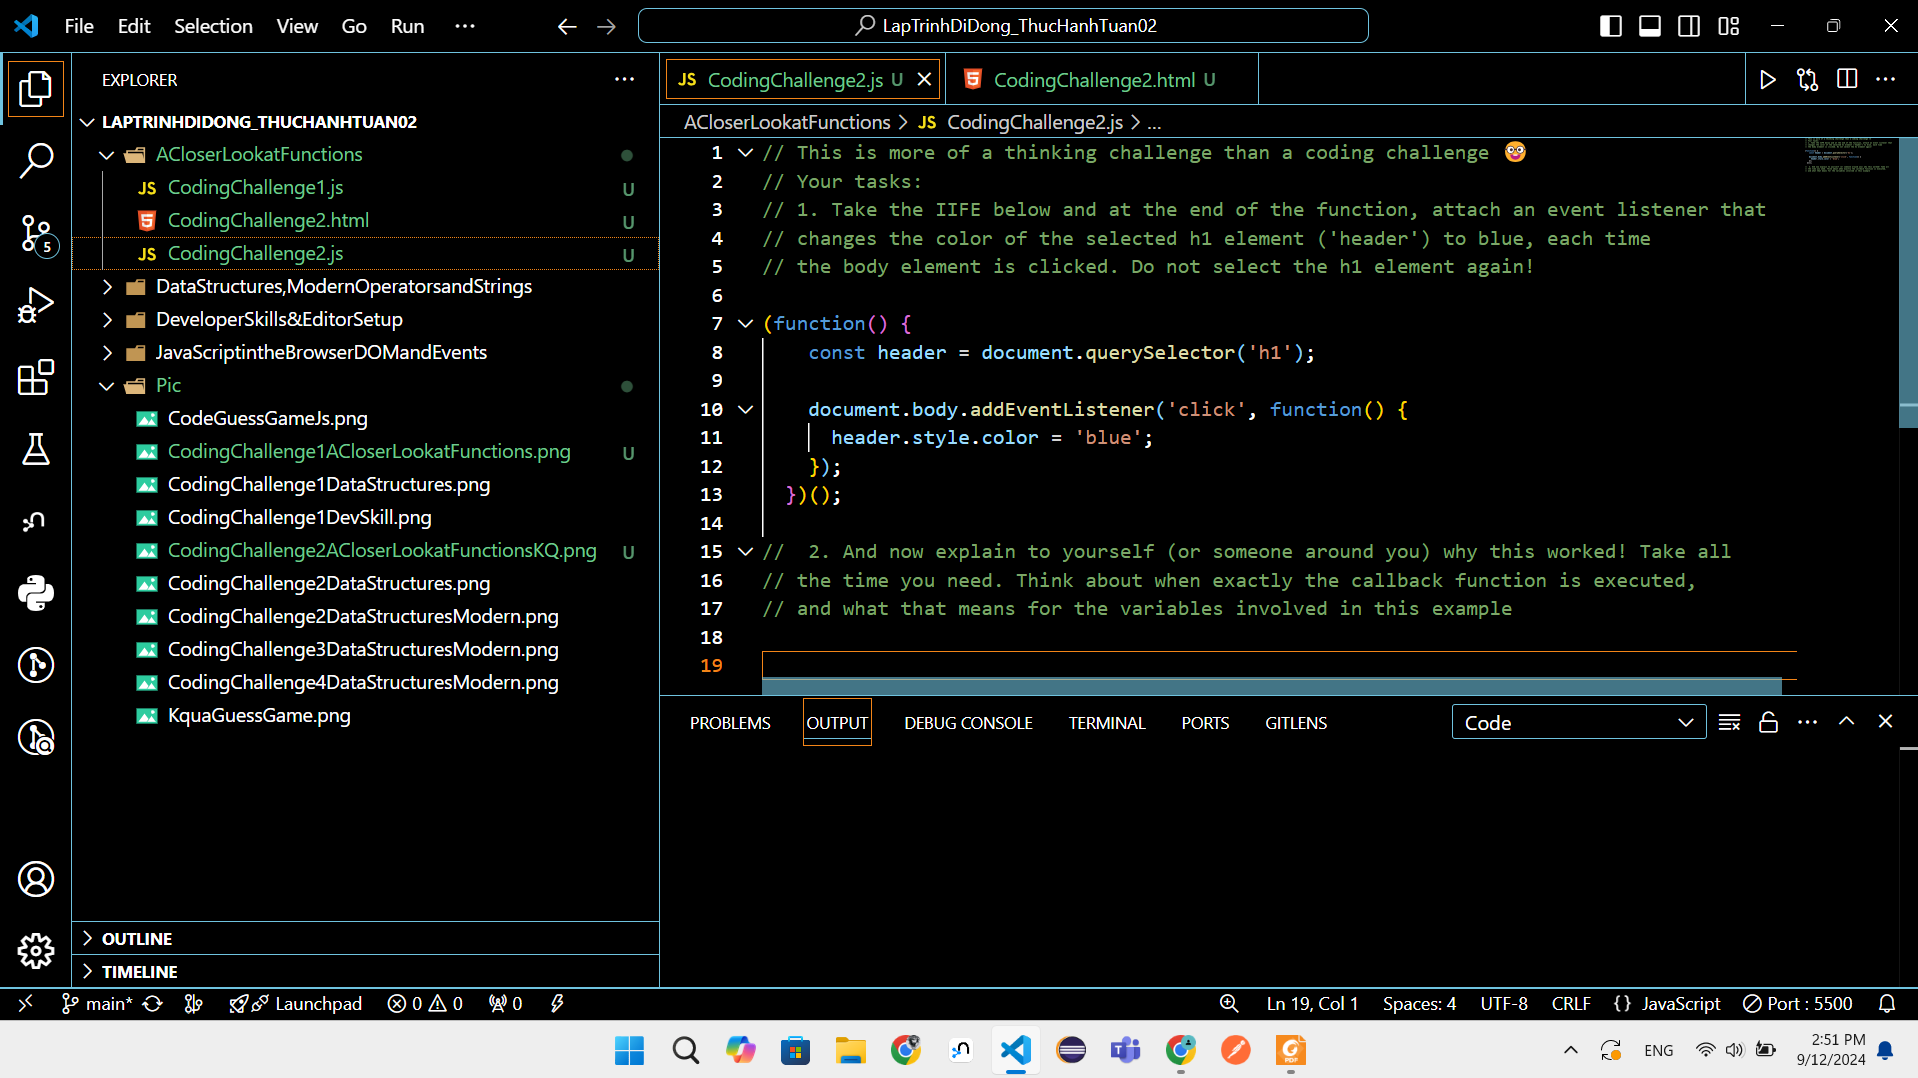 File Edit Selection View Go Run ···
LapTrinhDiDong_ThucHanhTuan02
EXPLORER
LAPTRINHDIDONG_THUCHANHTUAN02
ACloserLookatFunctions
JS CodingChallenge1.js U
CodingChallenge2.html U
JS CodingChallenge2.js U
DataStructures,ModernOperatorsandStrings
DeveloperSkills&EditorSetup
JavaScriptintheBrowserDOMandEvents
Pic
CodeGuessGameJs.png
CodingChallenge1ACloserLookatFunctions.png U
CodingChallenge1DataStructures.png
CodingChallenge1DevSkill.png
CodingChallenge2ACloserLookatFunctionsKQ.png U
CodingChallenge2DataStructures.png
CodingChallenge2DataStructuresModern.png
CodingChallenge3DataStructuresModern.png
CodingChallenge4DataStructuresModern.png
KquaGuessGame.png
OUTLINE
TIMELINE
5
JS CodingChallenge2.js U
CodingChallenge2.html U
ACloserLookatFunctions > JS CodingChallenge2.js > ...
1 // This is more of a thinking challenge than a coding challenge 🤓
2 // Your tasks:
3 // 1. Take the IIFE below and at the end of the function, attach an event listener that
4 // changes the color of the selected h1 element ('header') to blue, each time
5 // the body element is clicked. Do not select the h1 element again!
6
7 (function() {
8 const header = document.querySelector('h1');
9
10 document.body.addEventListener('click', function() {
11 header.style.color = 'blue';
12 });
13 })();
14
15 //  2. And now explain to yourself (or someone around you) why this worked! Take all
16 // the time you need. Think about when exactly the callback function is executed,
17 // and what that means for the variables involved in this example
18
19
PROBLEMS OUTPUT DEBUG CONSOLE TERMINAL PORTS GITLENS Code
main* Launchpad 0 0 0 Ln 19, Col 1 Spaces: 4 UTF-8 CRLF {} JavaScript Port : 5500
ENG
2:51 PM
9/12/2024